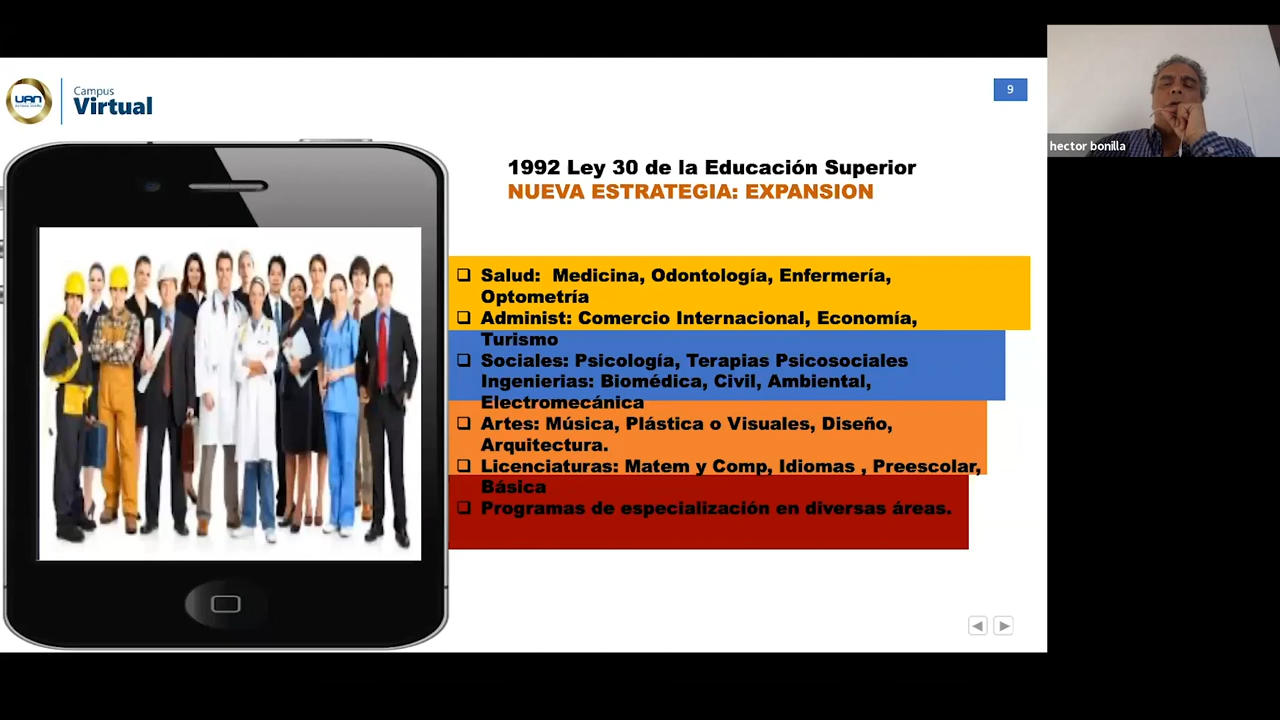 UAN
Campus
Virtual
9
hector bonilla
1992 Ley 30 de la Educación Superior
NUEVA ESTRATEGIA: EXPANSION
❑ Salud:  Medicina, Odontología, Enfermería,
Optometría
❑ Administ: Comercio Internacional, Economía,
Turismo
❑ Sociales: Psicología, Terapias Psicosociales
Ingenierias: Biomédica, Civil, Ambiental,
Electromecánica
❑ Artes: Música, Plástica o Visuales, Diseño,
Arquitectura.
❑ Licenciaturas: Matem y Comp, Idiomas , Preescolar,
Básica
❑ Programas de especialización en diversas áreas.